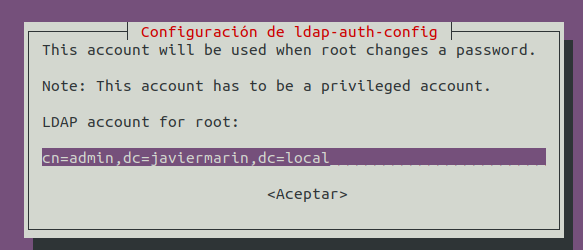 Configuración de ldap-auth-config
This account will be used when root changes a password.
Note: This account has to be a privileged account.
LDAP account for root:
cn=admin,dc=javiermarin,dc=local
<Aceptar>